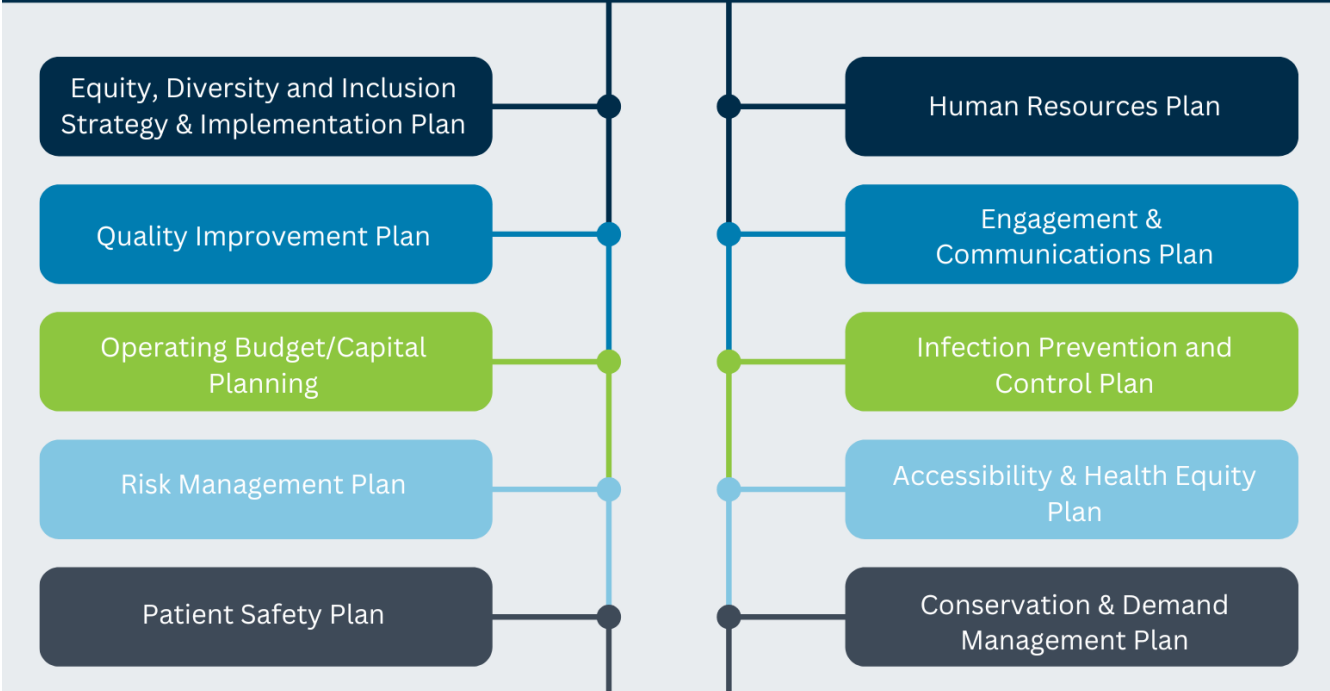 Equity, Diversity and Inclusion
Strategy & Implementation Plan
Human Resources Plan
Quality Improvement Plan
Engagement &
Communications Plan
Operating Budget/Capital
Planning
Infection Prevention and
Control Plan
Risk Management Plan
Accessibility & Health Equity
Plan
Patient Safety Plan
Conservation & Demand
Management Plan